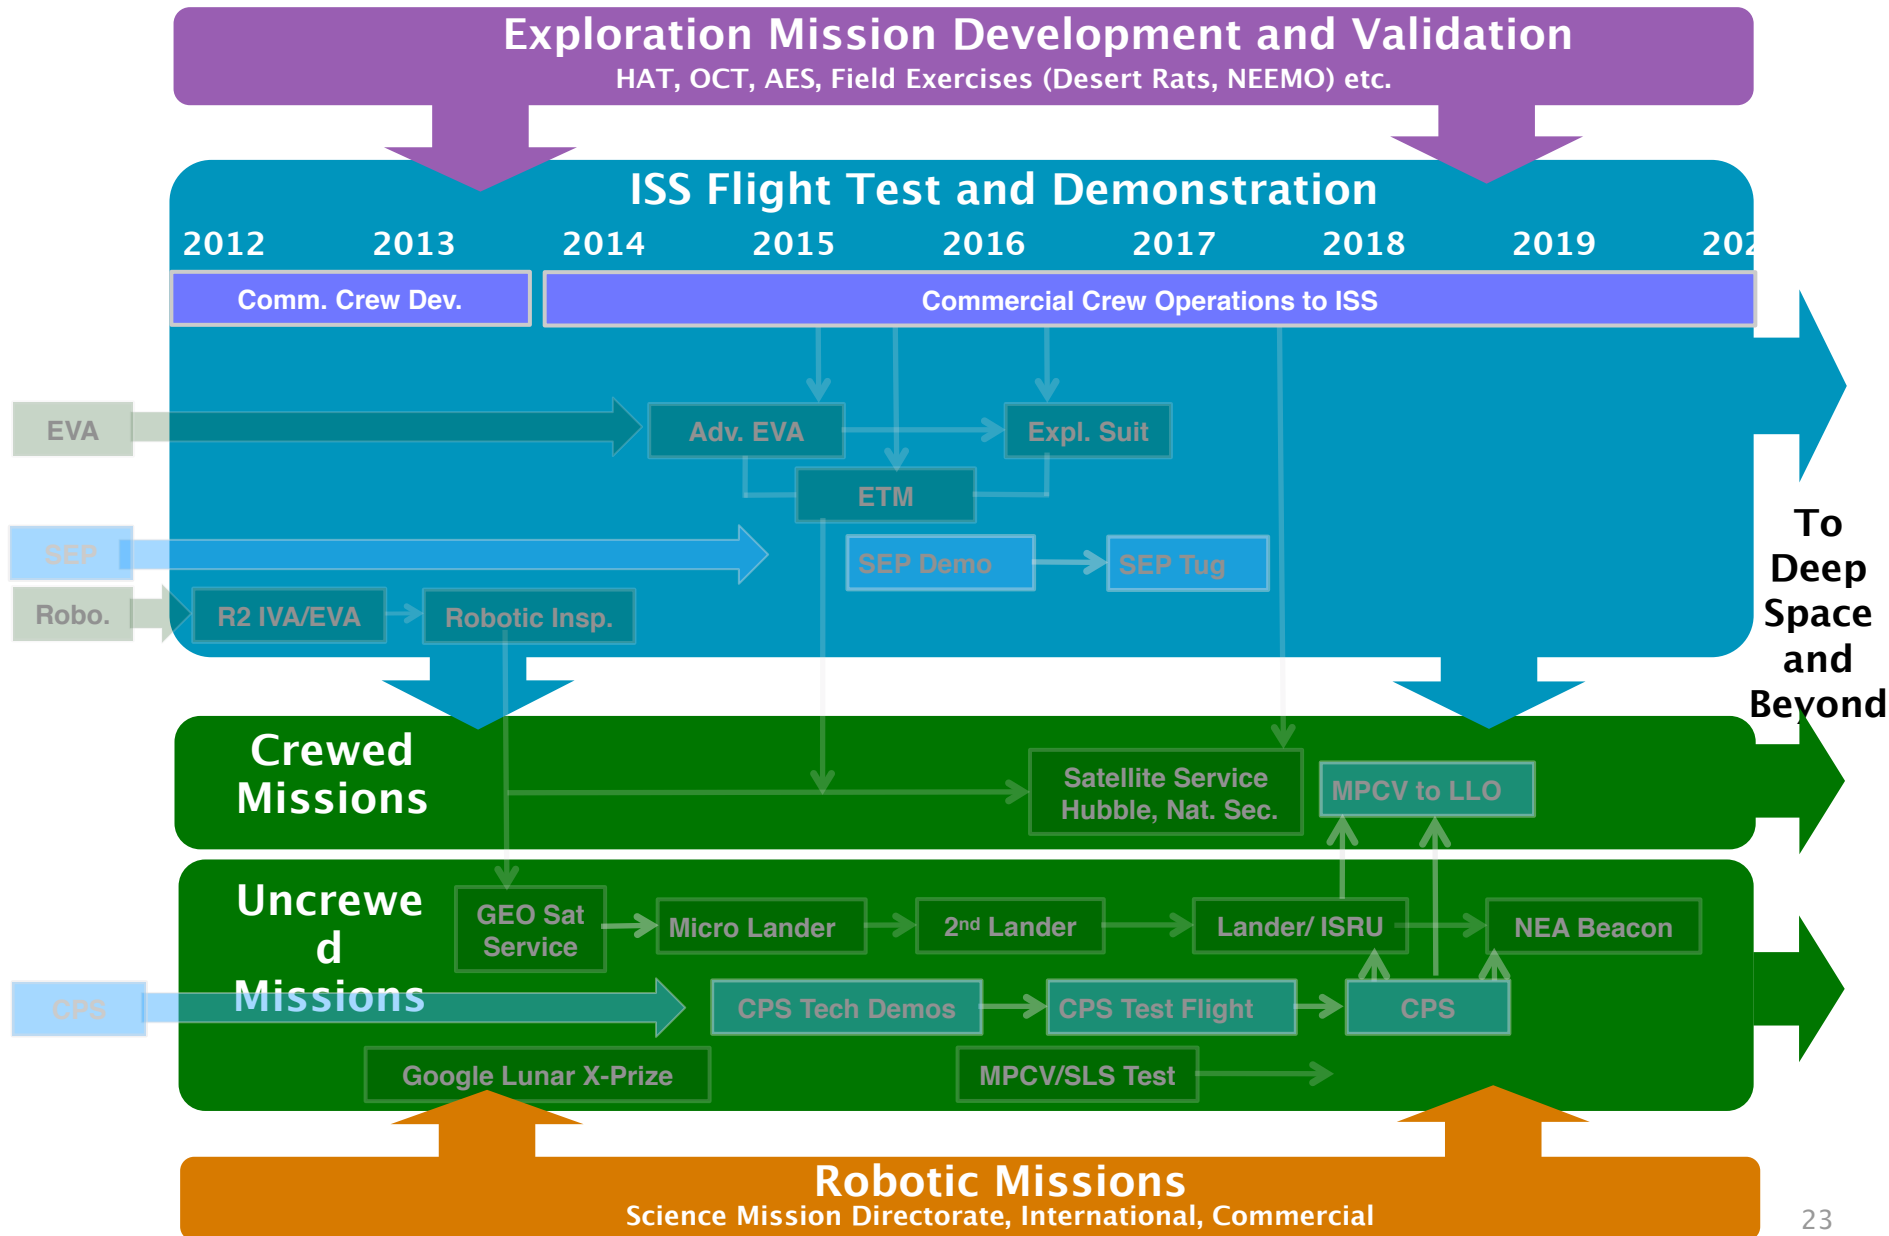 Exploration Mission Development and Validation
HAT, OCT, AES, Field Exercises (Desert Rats, NEEMO) etc.
ISS Flight Test and Demonstration
2012 2013 2014 2015 2016 2017 2018 2019 202
Comm. Crew Dev.
Commercial Crew Operations to ISS
EVA
Adv. EVA
Expl. Suit
ETM
SEP
SEP Demo
SEP Tug
Robo.
R2 IVA/EVA
Robotic Insp.
To
Deep
Space
and
Beyond
Crewed
Missions
Satellite Service
Hubble, Nat. Sec.
MPCV to LLO
Uncrewe
d
Missions
GEO Sat
Service
Micro Lander
2nd Lander
Lander/ ISRU
NEA Beacon
CPS
CPS Tech Demos
CPS Test Flight
CPS
Google Lunar X-Prize
MPCV/SLS Test
Robotic Missions
Science Mission Directorate, International, Commercial
23